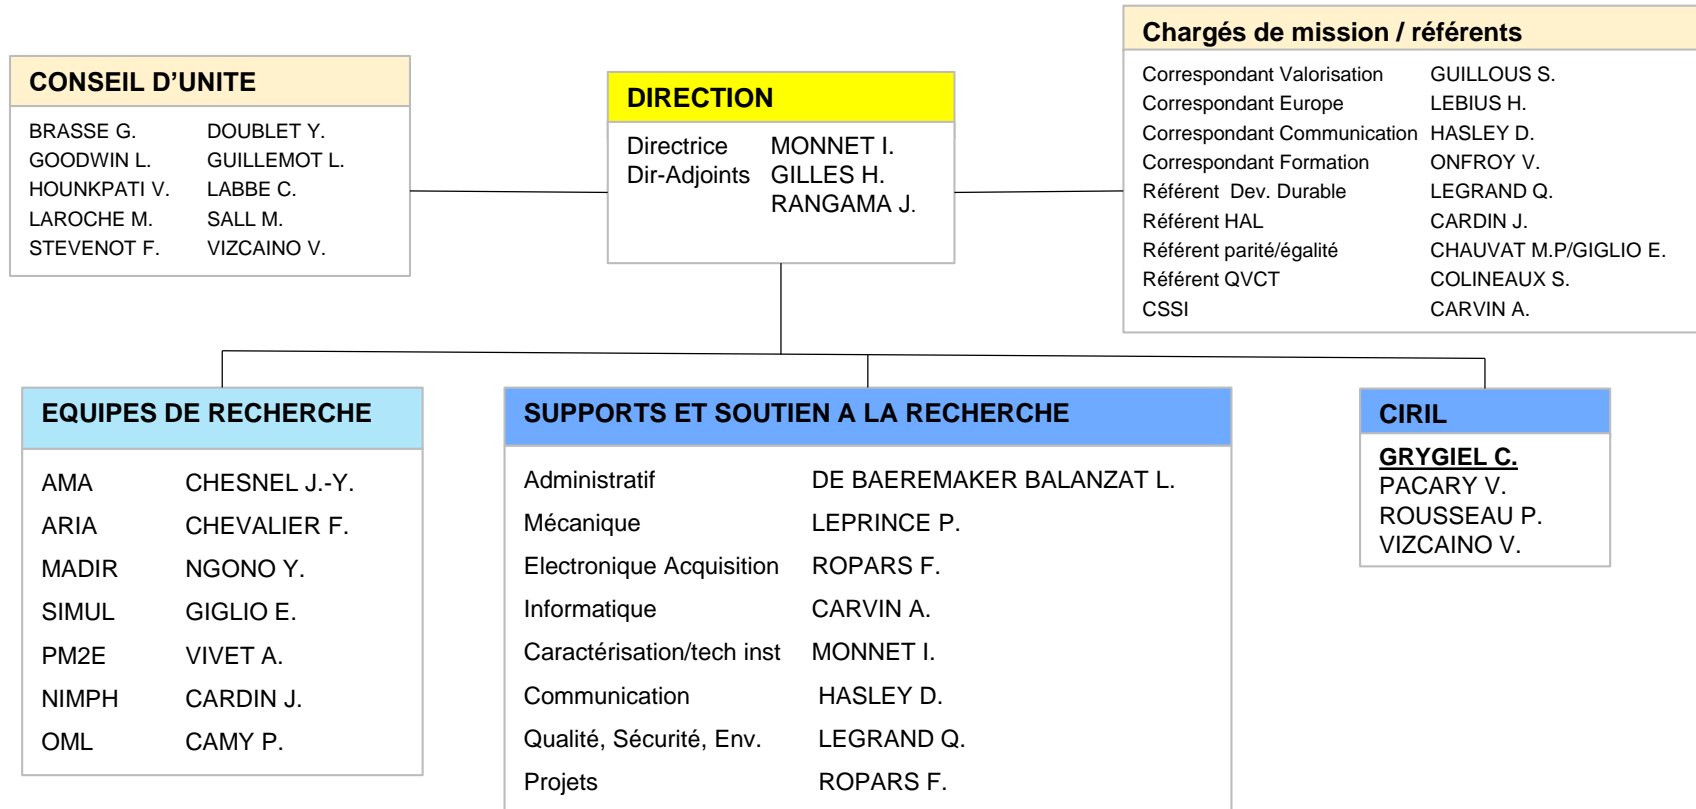 CONSEIL D'UNITE
BRASSE G. DOUBLET Y.
GOODWIN L. GUILLEMOT L.
HOUNKPATI V. LABBE C.
LAROCHE M. SALL M.
STEVENOT F. VIZCAINO V.
DIRECTION
Directrice MONNET I.
Dir-Adjoints GILLES H.
RANGAMA J.
Chargés de mission / référents
Correspondant Valorisation GUILLOUS S.
Correspondant Europe LEBIUS H.
Correspondant Communication HASLEY D.
Correspondant Formation ONFROY V.
Référent Dev. Durable LEGRAND Q.
Référent HAL CARDIN J.
Référent parité/égalité CHAUVAT M.P/GIGLIO E.
Référent QVCT COLINEAUX S.
CSSI CARVIN A.
EQUIPES DE RECHERCHE
AMA CHESNEL J.-Y.
ARIA CHEVALIER F.
MADIR NGONO Y.
SIMUL GIGLIO E.
PM2E VIVET A.
NIMPH CARDIN J.
OML CAMY P.
SUPPORTS ET SOUTIEN A LA RECHERCHE
Administratif DE BAEREMAKER BALANZAT L.
Mécanique LEPRINCE P.
Electronique Acquisition ROPARS F.
Informatique CARVIN A.
Caractérisation/tech inst MONNET I.
Communication HASLEY D.
Qualité, Sécurité, Env. LEGRAND Q.
Projets ROPARS F.
CIRIL
GRYGIEL C.
PACARY V.
ROUSSEAU P.
VIZCAINO V.